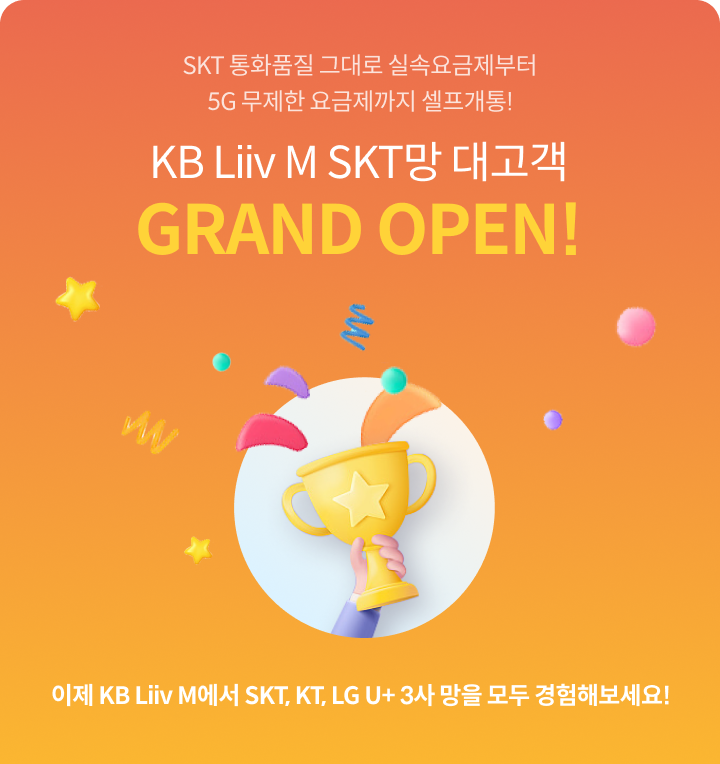 SKT 통화품질 그대로 실속요금제부터
5G 무제한 요금제까지 셀프개통!
KB Liiv M SKT망 대고객
GRAND OPEN!
이제 KB Liiv M에서 SKT, KT, LG U+ 3사 망을 모두 경험해보세요!